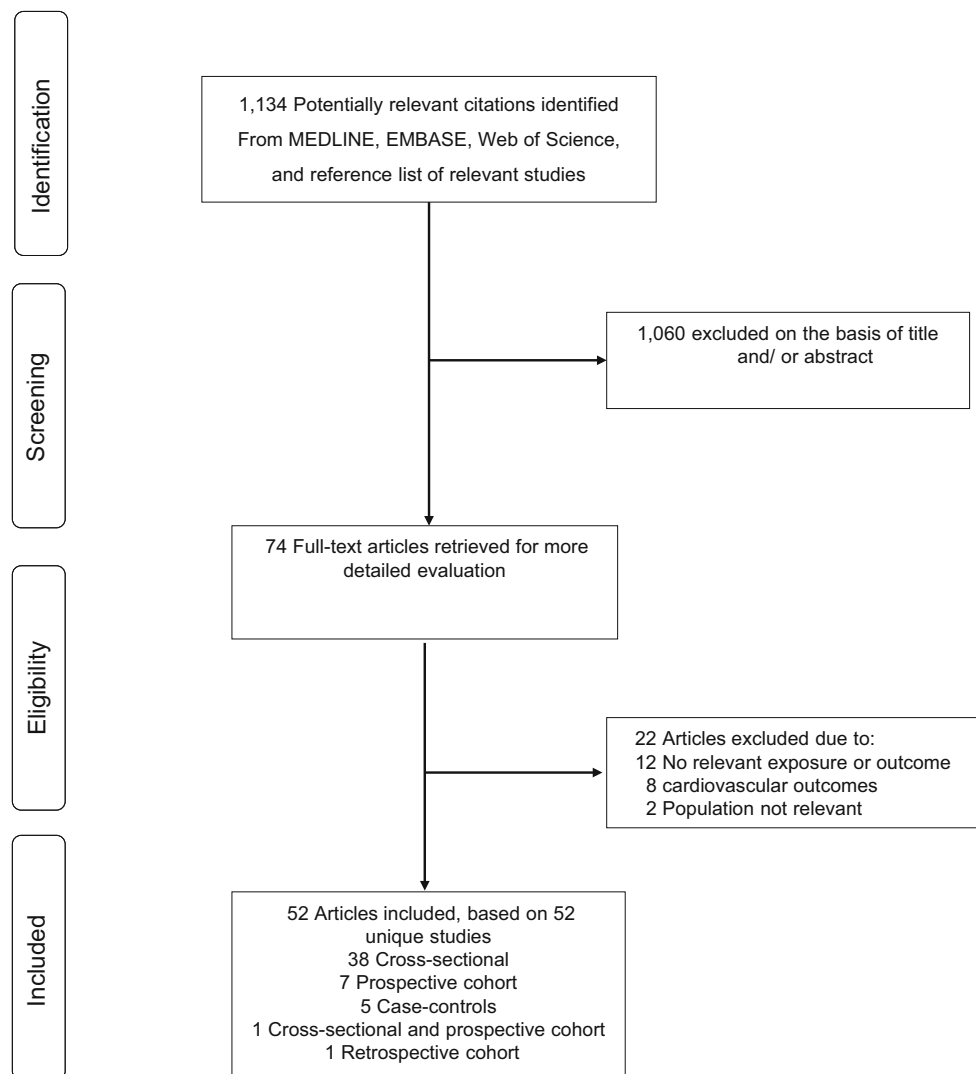 Identification
1,134 Potentially relevant citations identified
From MEDLINE, EMBASE, Web of Science,
and reference list of relevant studies
Screening
1,060 excluded on the basis of title
and/ or abstract
74 Full-text articles retrieved for more
detailed evaluation
Eligibility
22 Articles excluded due to:
12 No relevant exposure or outcome
8 cardiovascular outcomes
2 Population not relevant
Included
52 Articles included, based on 52
unique studies
38 Cross-sectional
7 Prospective cohort
5 Case-controls
1 Cross-sectional and prospective cohort
1 Retrospective cohort